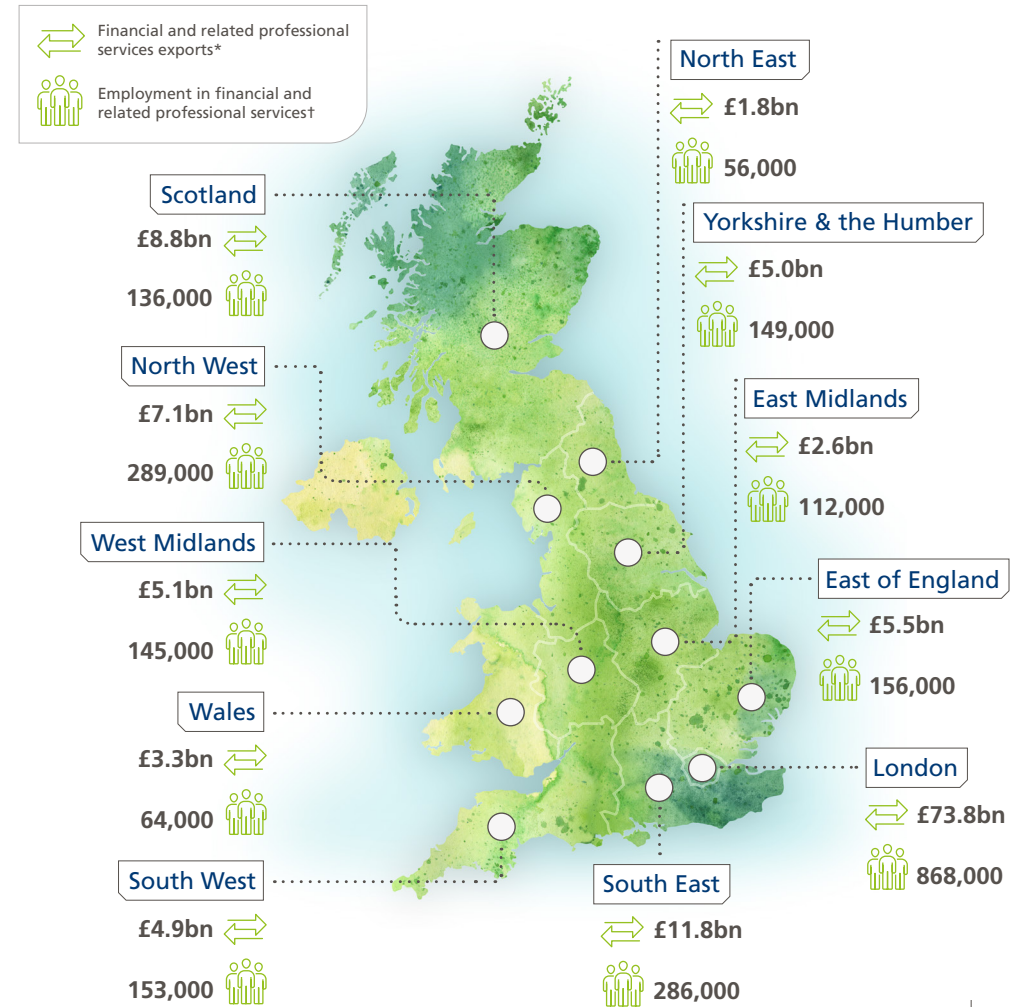 Financial and related professional
services exports*
Employment in financial and
related professional services†
North East
£1.8bn
56,000
Scotland
£8.8bn
136,000
Yorkshire & the Humber
£5.0bn
149,000
North West
£7.1bn
289,000
East Midlands
£2.6bn
112,000
West Midlands
£5.1bn
145,000
East of England
£5.5bn
156,000
Wales
£3.3bn
64,000
London
£73.8bn
868,000
South West
£4.9bn
153,000
South East
£11.8bn
286,000